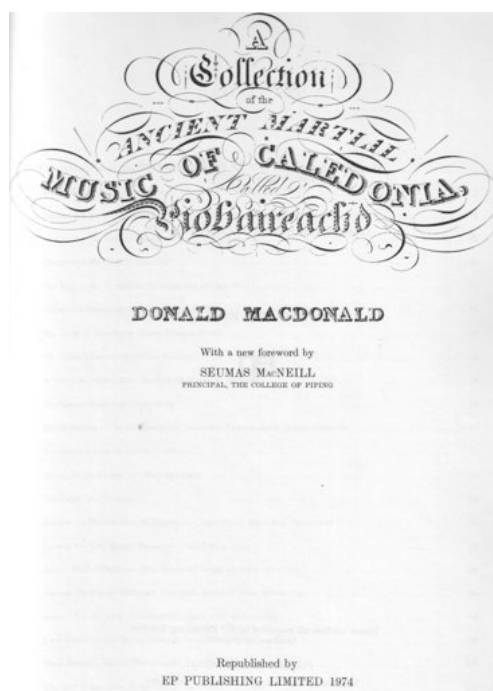 A
Collection
of the
ANCIENT MARTIAL
MUSIC OF CALEDONIA,
Called
Piobaireachd
DONALD MACDONALD
With a new foreword by
SEUMAS MACNEILL
PRINCIPAL, THE COLLEGE OF PIPING
Republished by
EP PUBLISHING LIMITED 1974